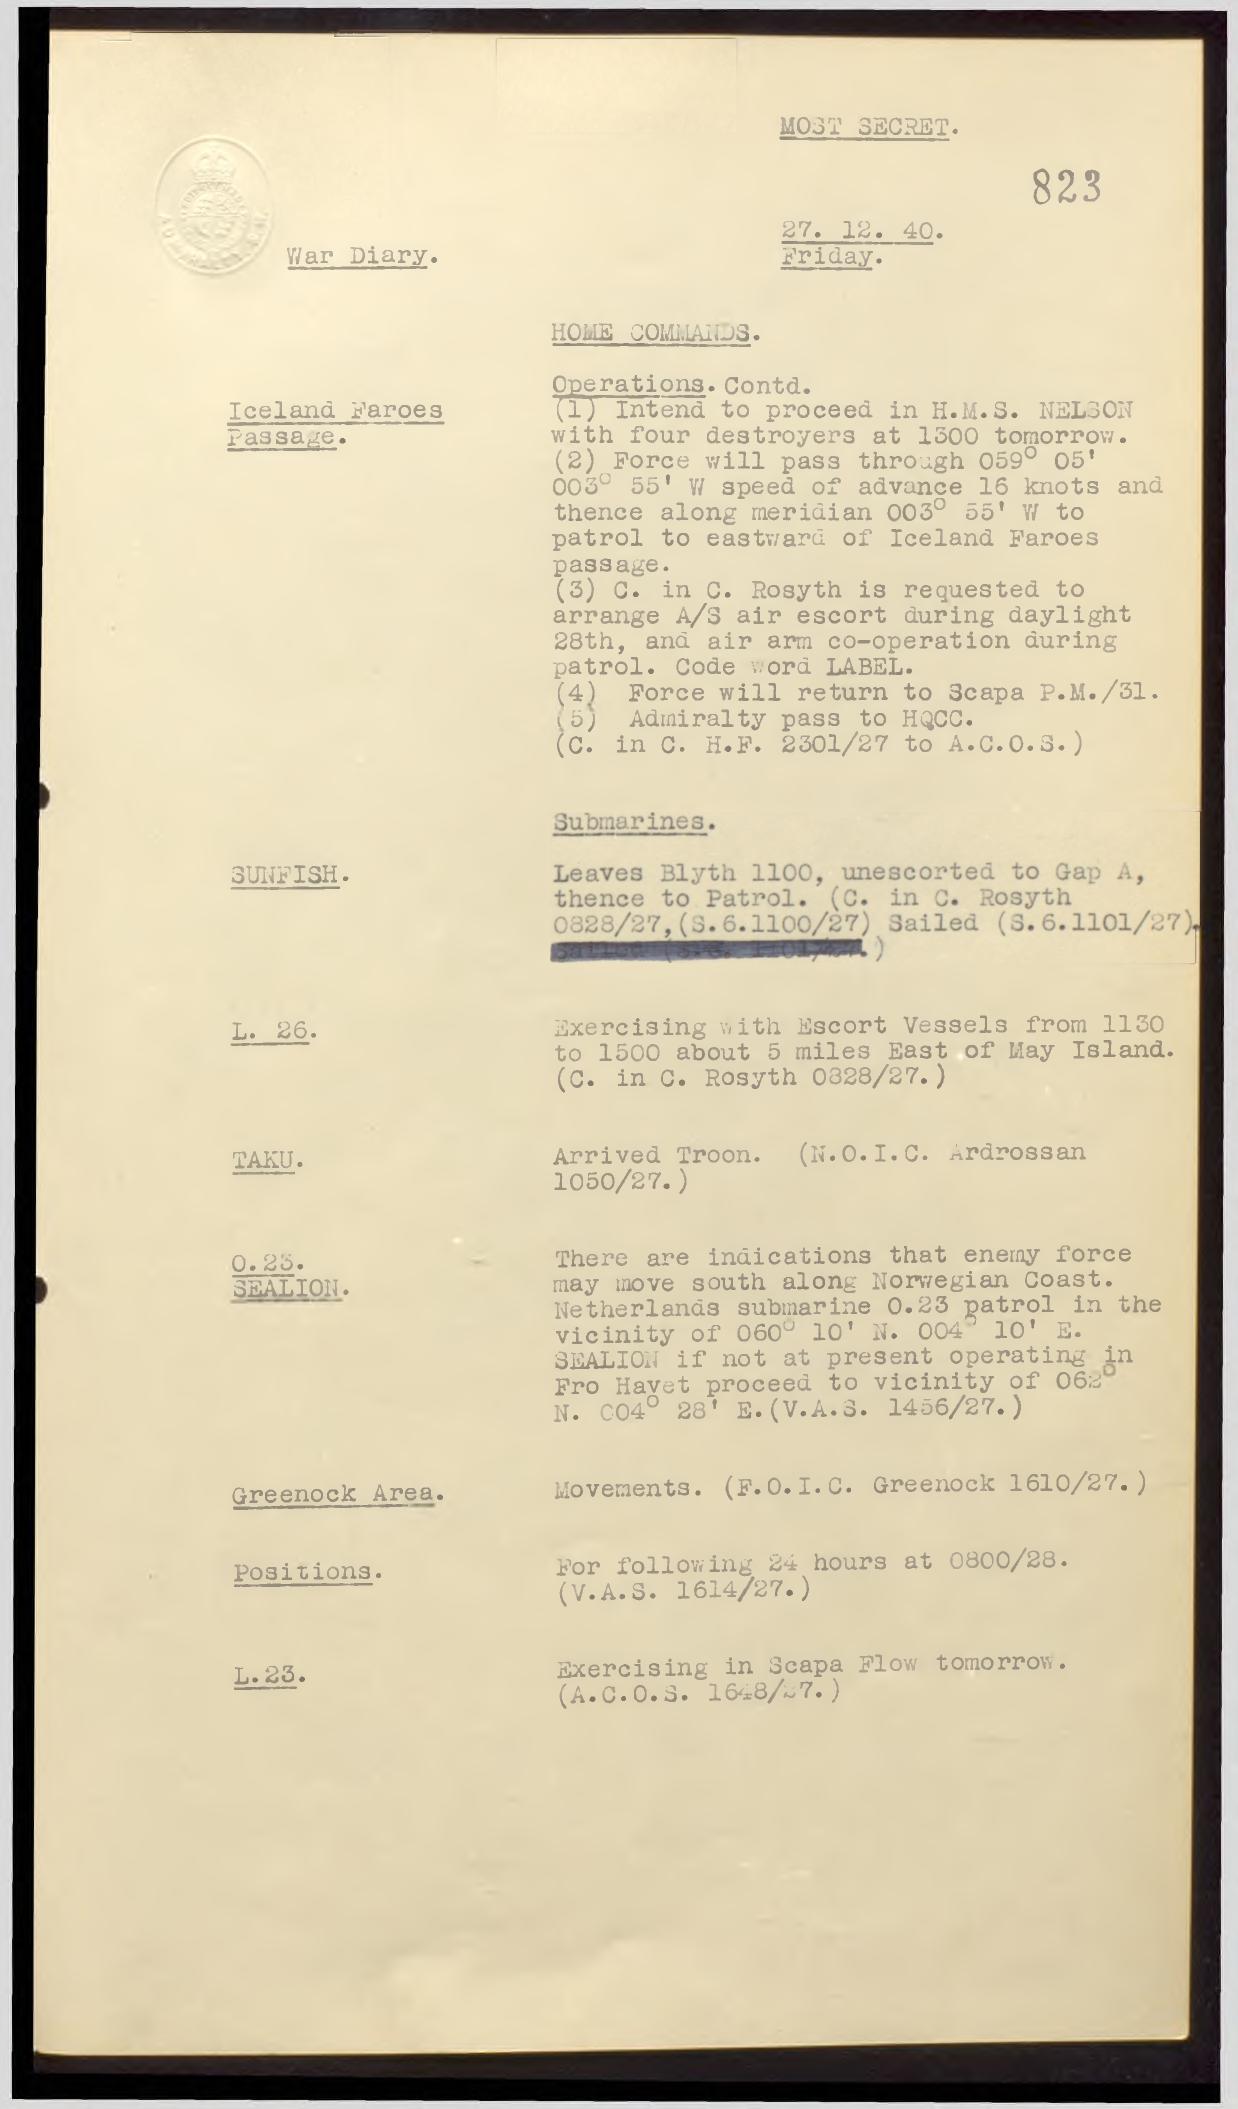 MOST SECRET.
823
27. 12. 40.
Friday.
War Diary.
HOME COMMANDS.
Operations. Contd.
Iceland Faroes
Passage.
(1) Intend to proceed in H.M.S. NELSON
with four destroyers at 1300 tomorrow.
(2) Force will pass through 059° 05'
003° 55' W speed of advance 16 knots and
thence along meridian 003° 55' W to
patrol to eastward of Iceland Faroes
passage.
(3) C. in C. Rosyth is requested to
arrange A/S air escort during daylight
28th, and air arm co-operation during
patrol. Code word LABEL.
(4) Force will return to Scapa P.M./31.
(5) Admiralty pass to HQCC.
(C. in C. H.F. 2301/27 to A.C.O.S.)
Submarines.
SUNFISH.
Leaves Blyth 1100, unescorted to Gap A,
thence to Patrol. (C. in C. Rosyth
0828/27,(S.6.1100/27) Sailed (S.6.1101/27).
L. 26.
Exercising with Escort Vessels from 1130
to 1500 about 5 miles East of May Island.
(C. in C. Rosyth 0828/27.)
TAKU.
Arrived Troon. (N.O.I.C. Ardrossan
1050/27.)
O.23.
SEALION.
There are indications that enemy force
may move south along Norwegian Coast.
Netherlands submarine O.23 patrol in the
vicinity of 060° 10' N. 004° 10' E.
SEALION if not at present operating in
Fro Havet proceed to vicinity of 062°
N. 004° 28' E.(V.A.S. 1456/27.)
Greenock Area.
Movements. (F.O.I.C. Greenock 1610/27.)
Positions.
For following 24 hours at 0800/28.
(V.A.S. 1614/27.)
L.23.
Exercising in Scapa Flow tomorrow.
(A.C.O.S. 1648/27.)